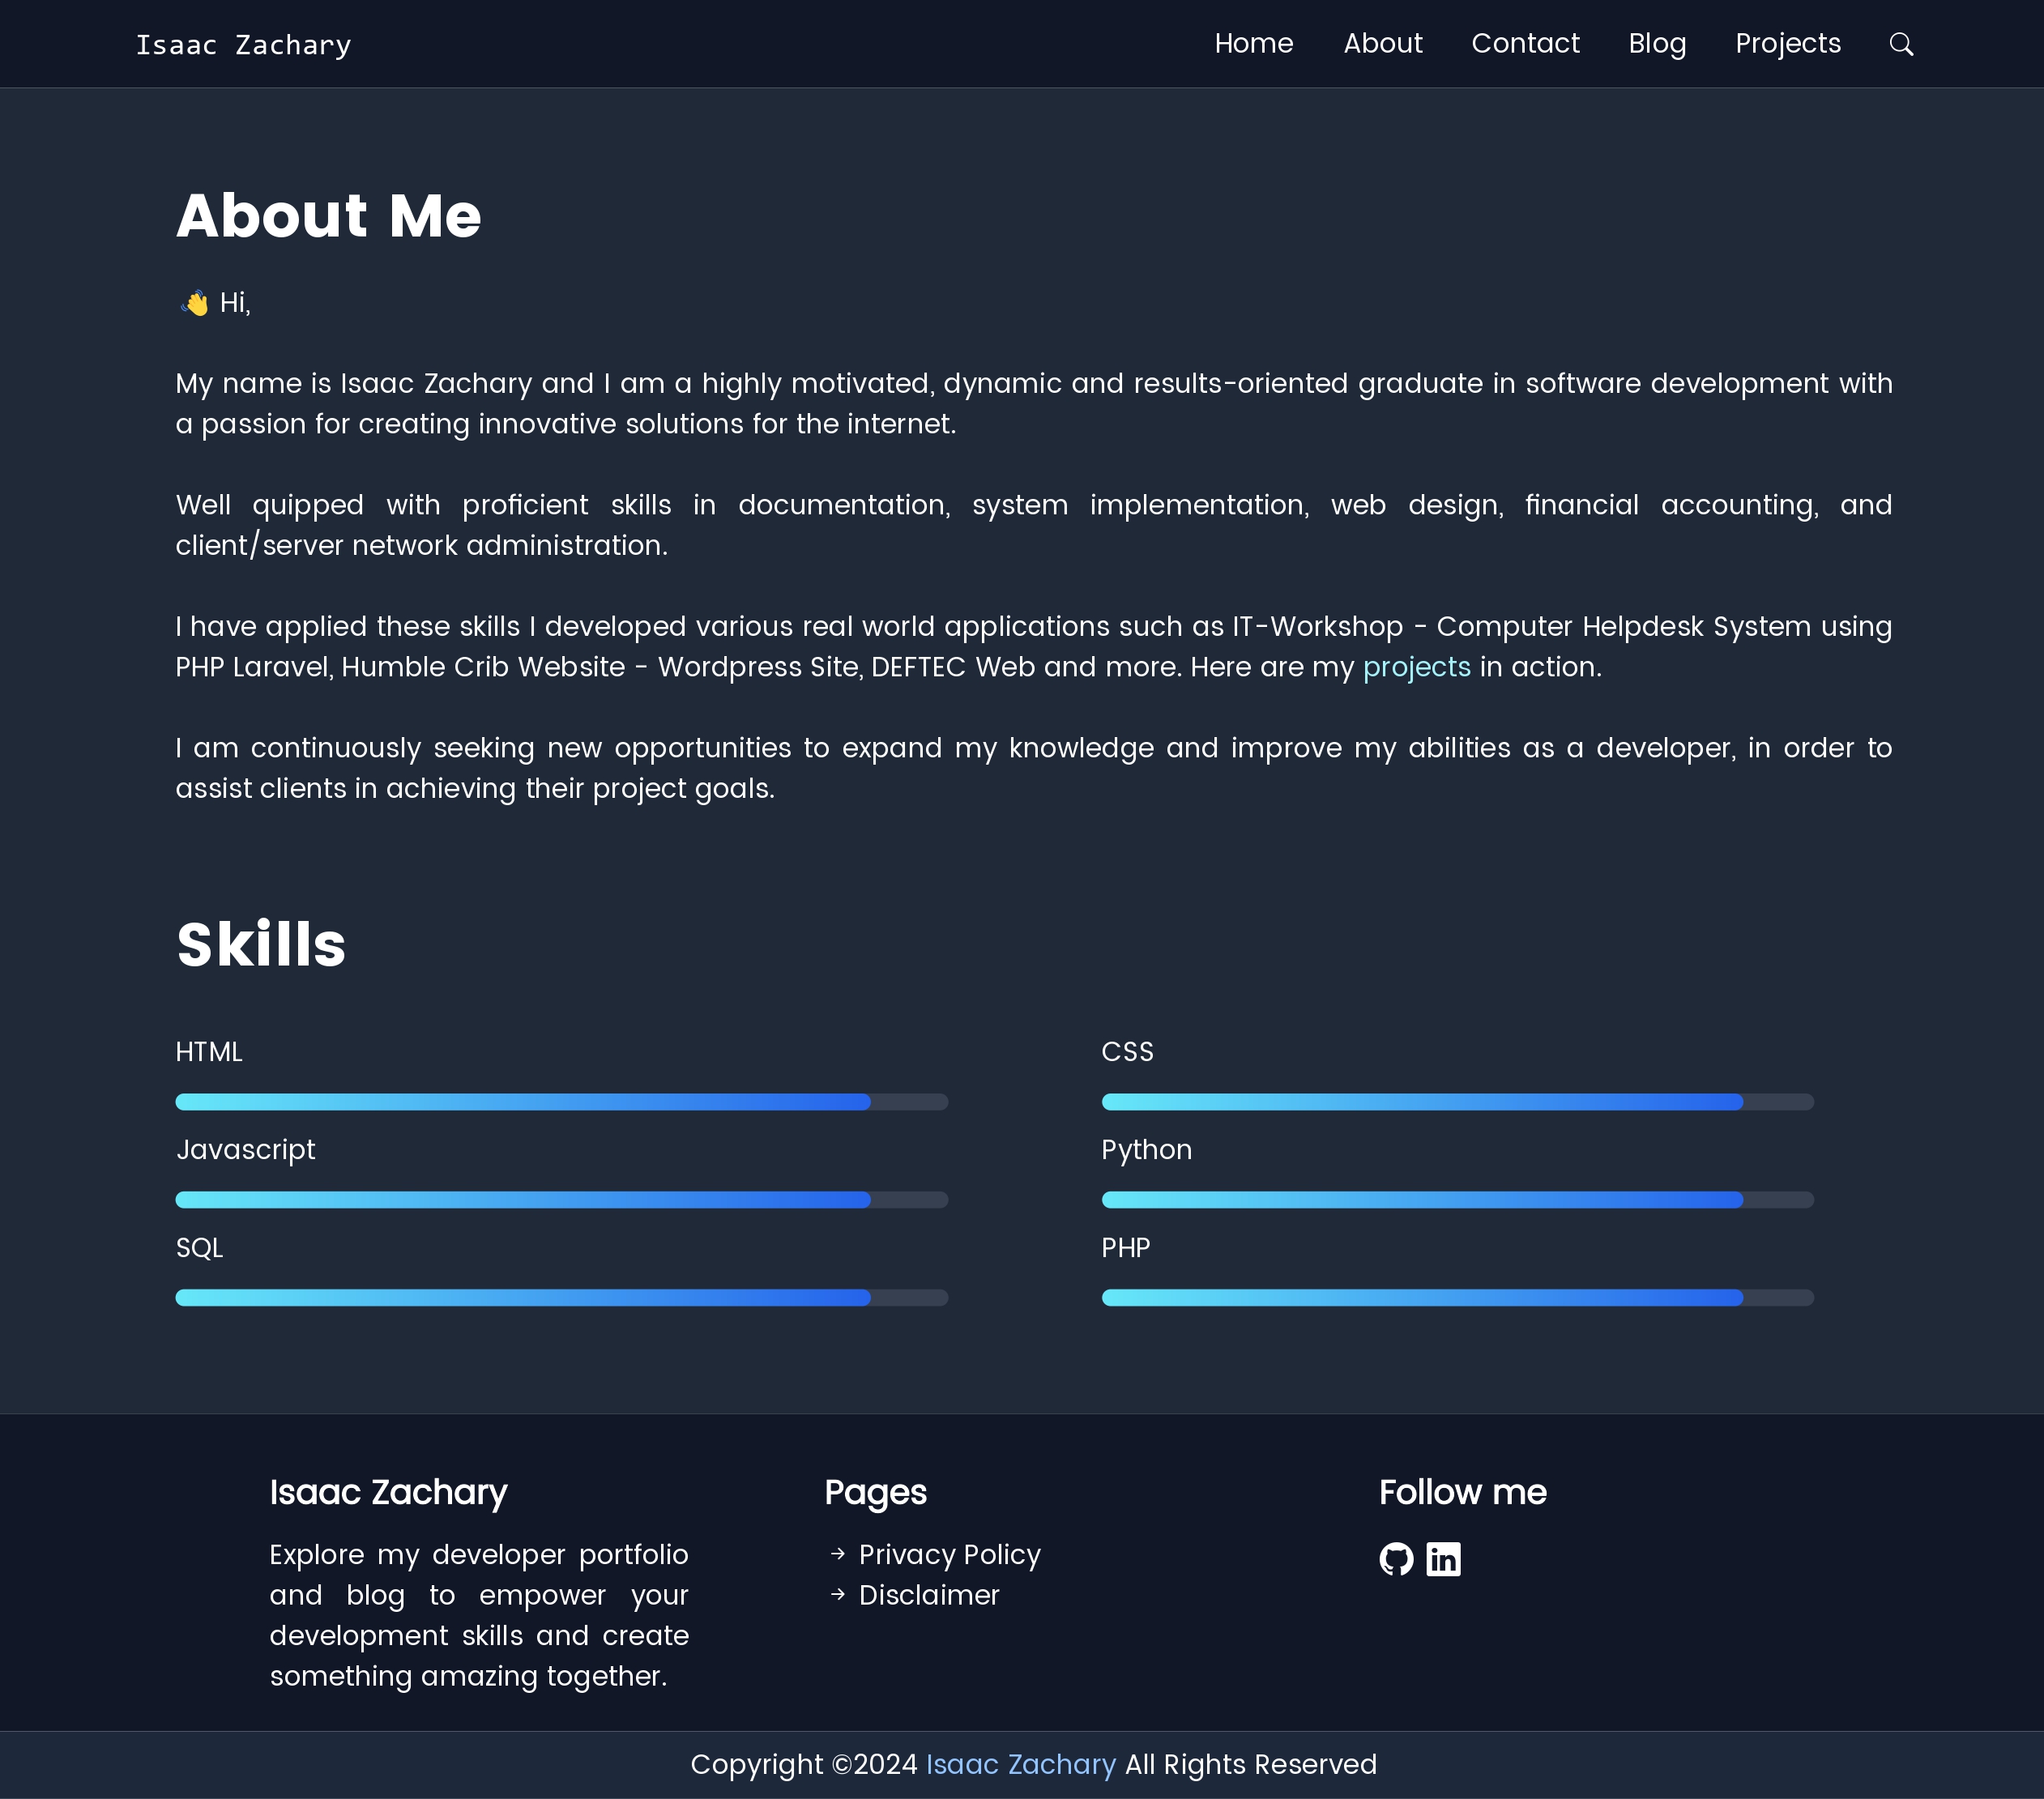 Isaac Zachary
Home About Contact Blog Projects
About Me
👋 Hi,
My name is Isaac Zachary and I am a highly motivated, dynamic and results-oriented graduate in software development with
a passion for creating innovative solutions for the internet.
Well quipped with proficient skills in documentation, system implementation, web design, financial accounting, and
client/server network administration.
I have applied these skills I developed various real world applications such as IT-Workshop - Computer Helpdesk System using
PHP Laravel, Humble Crib Website - Wordpress Site, DEFTEC Web and more. Here are my projects in action.
I am continuously seeking new opportunities to expand my knowledge and improve my abilities as a developer, in order to
assist clients in achieving their project goals.
Skills
HTML
CSS
Javascript
Python
SQL
PHP
Isaac Zachary
Explore my developer portfolio
and blog to empower your
development skills and create
something amazing together.
Pages
→ Privacy Policy
→ Disclaimer
Follow me
in
Copyright ©2024 Isaac Zachary All Rights Reserved